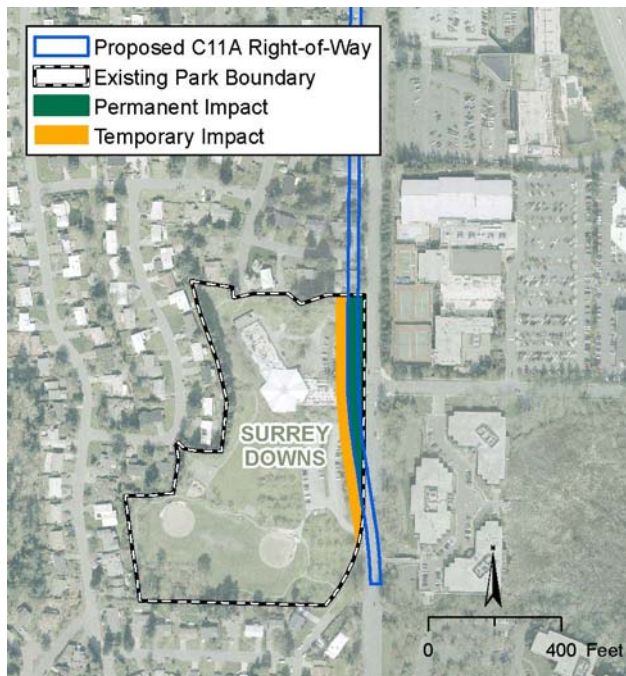 Proposed C11A Right-of-Way
Existing Park Boundary
Permanent Impact
Temporary Impact
SURREY
DOWNS
0 400 Feet